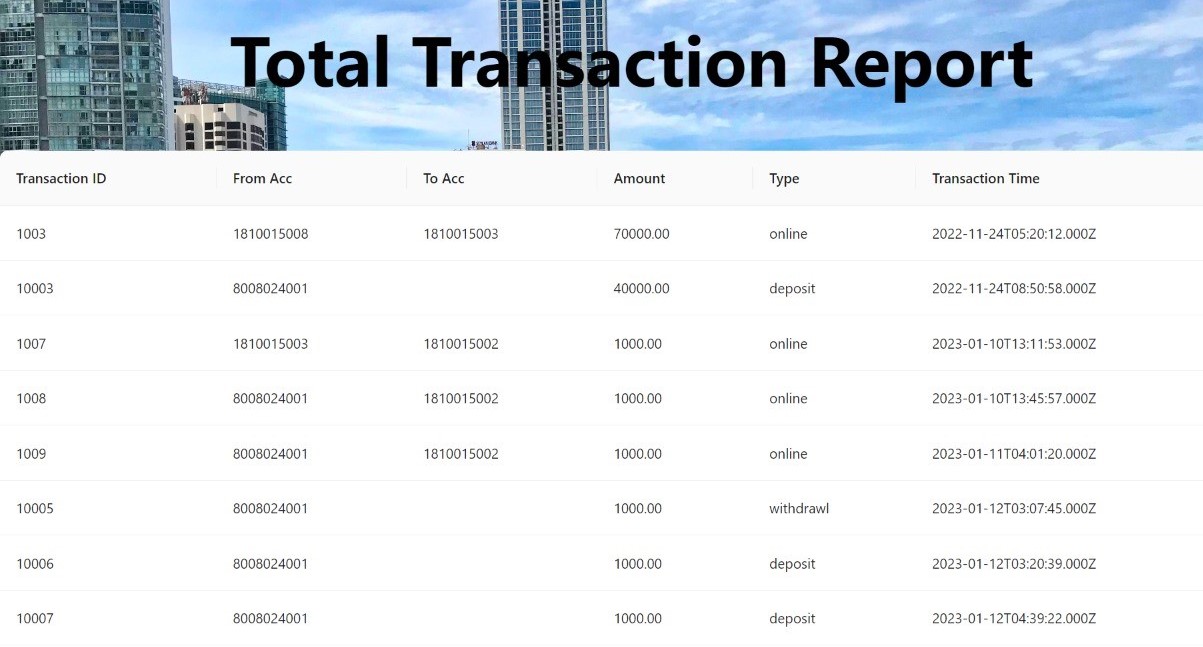 Total Transaction Report
Transaction ID From Acc To Acc Amount Type Transaction Time
1003 1810015008 1810015003 70000.00 online 2022-11-24T05:20:12.000Z
10003 8008024001 40000.00 deposit 2022-11-24T08:50:58.000Z
1007 1810015003 1810015002 1000.00 online 2023-01-10T13:11:53.000Z
1008 8008024001 1810015002 1000.00 online 2023-01-10T13:45:57.000Z
1009 8008024001 1810015002 1000.00 online 2023-01-11T04:01:20.000Z
10005 8008024001 1000.00 withdrawl 2023-01-12T03:07:45.000Z
10006 8008024001 1000.00 deposit 2023-01-12T03:20:39.000Z
10007 8008024001 1000.00 deposit 2023-01-12T04:39:22.000Z